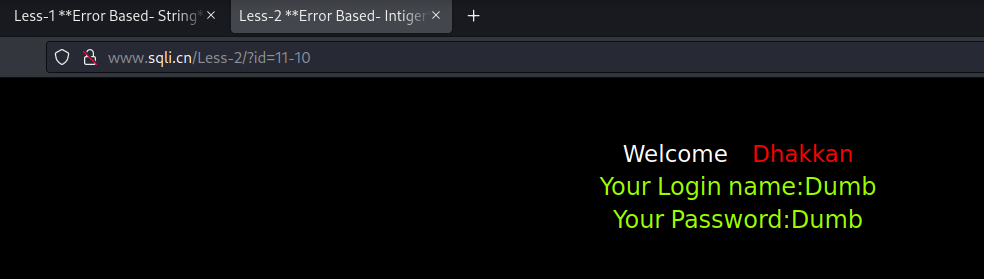 Less-1 **Error Based- String*
Less-2 **Error Based- Intiger
www.sqli.cn/Less-2/?id=11-10
Welcome Dhakkan
Your Login name:Dumb
Your Password:Dumb